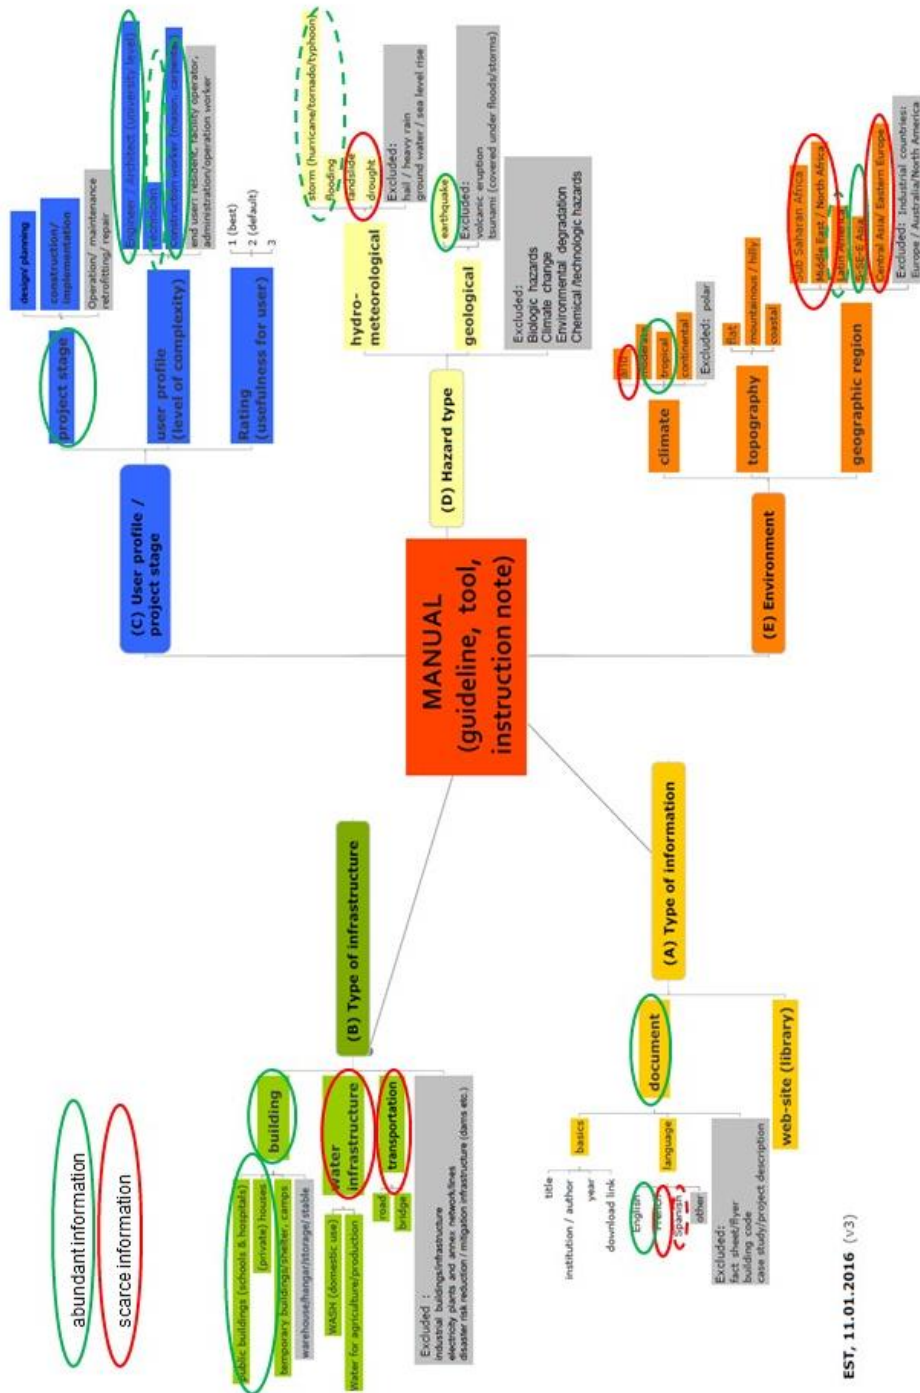 abundant information
scarce information
MANUAL
(guideline, tool,
instruction note)
(B) Type of infrastructure
building
public buildings (schools & hospitals)
(private) houses
temporary buildings/shelter, camps
warehouse/hangar/storage/stable
water
infrastructure
WASH (domestic use)
Water for agriculture/production
transportation
road
bridge
Excluded :
industrial buildings/infrastructure
electricity plants and annex network/lines
disaster risk reduction / mitigation infrastructure (dams etc.)
(A) Type of information
document
basics
title
institution / author
year
download link
language
English
French
Spanish
other
Excluded:
fact sheet/flyer
building code
case study/project description
web-site (library)
(C) User profile /
project stage
project stage
design/ planning
construction/
implementation
Operation/ maintenance
retrofitting/ repair
user profile
(level of complexity)
Engineer / Architect (university level)
Technician
Construction worker (mason, carpenter)
end user: resident, facility operator,
administration/operation worker
Rating
(usefulness for user)
1 (best)
2 (default)
3
(D) Hazard type
hydro-
meteorological
storm (hurricane/tornado/typhoon)
flooding
landslide
drought
Excluded:
hail / heavy rain
ground water / sea level rise
geological
earthquake
Excluded:
volcanic eruption
tsunami (covered under floods/storms)
Excluded:
Biologic hazards
Climate change
Environmental degradation
Chemical /technologic hazards
(E) Environment
climate
arid
moderate
tropical
continental
Excluded: polar
topography
flat
mountainous / hilly
coastal
geographic region
Sub Saharan Africa
Middle East / North Africa
Latin America
S-SE-E Asia
Central Asia/ Eastern Europe
Excluded: Industrial countries:
Europe / Australia/North America
EST, 11.01.2016 (v3)